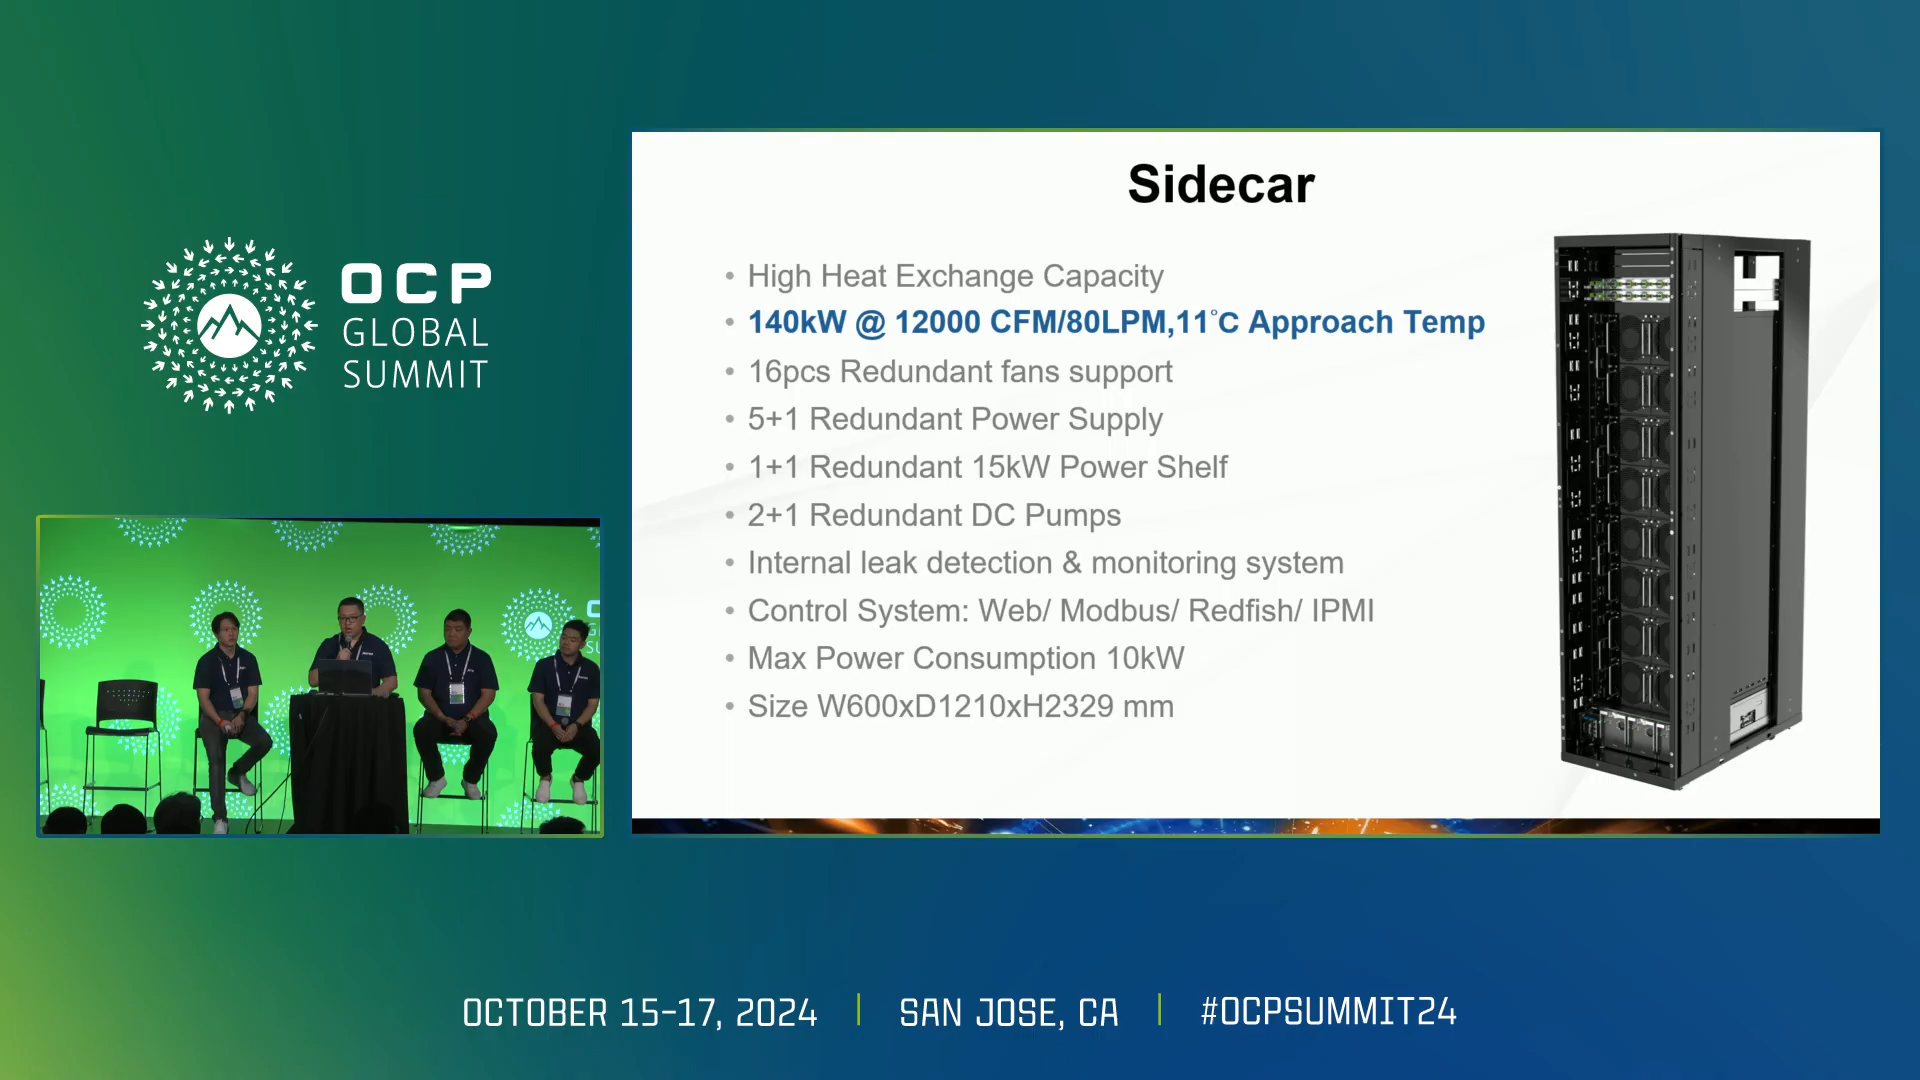 OCP
GLOBAL
SUMMIT
Sidecar
• High Heat Exchange Capacity
• 140kW @ 12000 CFM/80LPM,11°C Approach Temp
• 16pcs Redundant fans support
• 5+1 Redundant Power Supply
• 1+1 Redundant 15kW Power Shelf
• 2+1 Redundant DC Pumps
• Internal leak detection & monitoring system
• Control System: Web/ Modbus/ Redfish/ IPMI
• Max Power Consumption 10kW
• Size W600xD1210xH2329 mm
OCTOBER 15-17, 2024 | SAN JOSE, CA | #OCPSUMMIT24